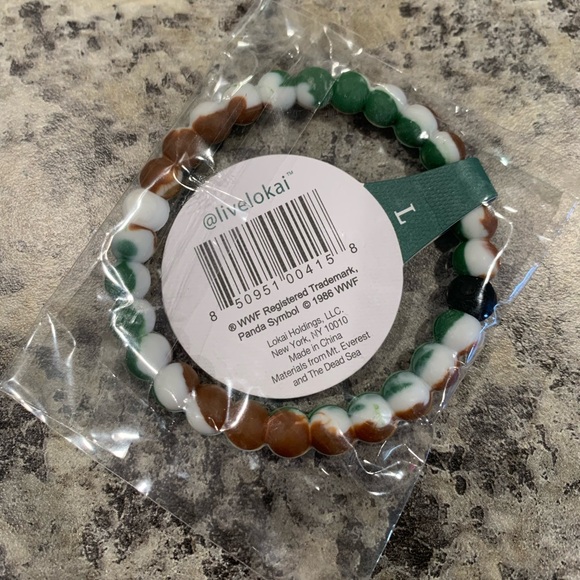 @livelokai™
8 50951 00415 8
® WWF Registered Trademark,
Panda Symbol © 1986 WWF
Lokai Holdings, LLC.
New York, NY 10010
Made in China
Materials from Mt. Everest
and The Dead Sea
L